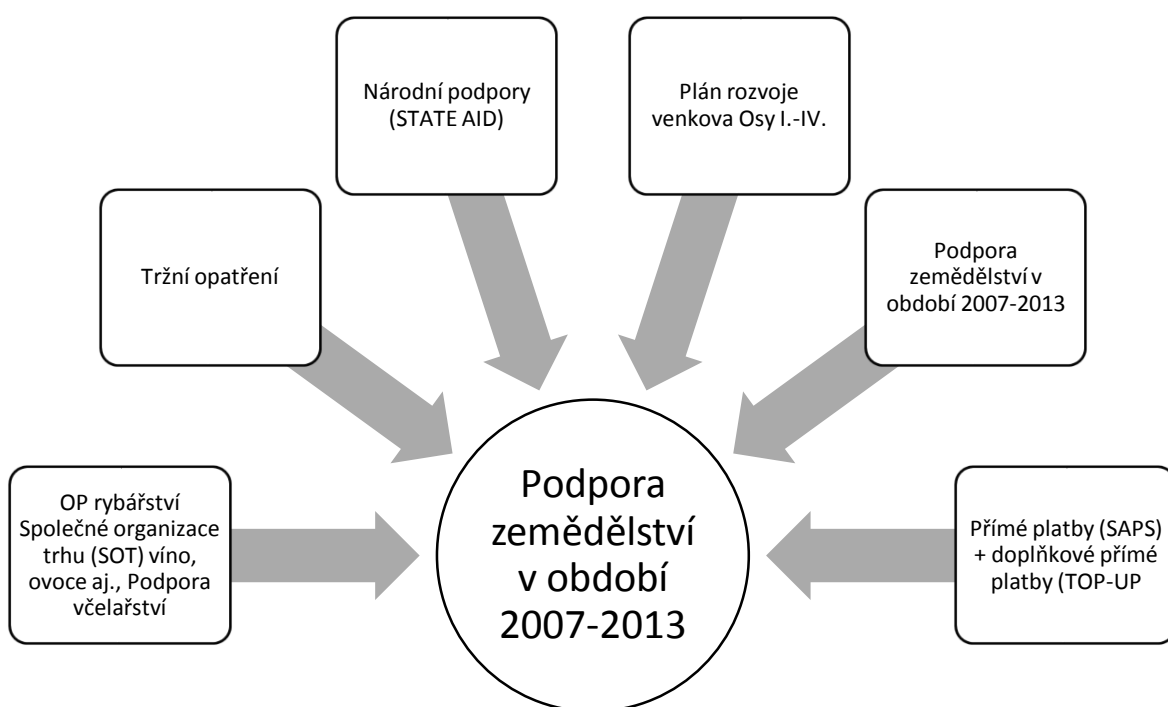 Národní podpory
(STATE AID)
Plán rozvoje
venkova Osy I.-IV.
Tržní opatření
Podpora
zemědělství v
období 2007-2013
OP rybářství
Společné organizace
trhu (SOT) víno,
ovoce aj., Podpora
včelařství
Podpora
zemědělství
v období
2007-2013
Přímé platby (SAPS)
+ doplňkové přímé
platby (TOP-UP